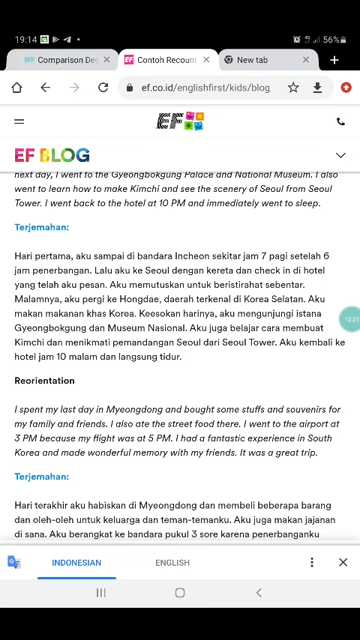 19:14 56%
Comparison Deg
EF Contoh Recount
New tab
ef.co.id/englishfirst/kids/blog
EF
EF BLOG
next day, I went to the Gyeongbokgung Palace and National Museum. I also
went to learn how to make Kimchi and see the scenery of Seoul from Seoul
Tower. I went back to the hotel at 10 PM and immediately went to sleep.
Terjemahan:
Hari pertama, aku sampai di bandara Incheon sekitar jam 7 pagi setelah 6
jam penerbangan. Lalu aku ke Seoul dengan kereta dan check in di hotel
yang telah aku pesan. Aku memutuskan untuk beristirahat sebentar.
Malamnya, aku pergi ke Hongdae, daerah terkenal di Korea Selatan. Aku
makan makanan khas Korea. Keesokan harinya, aku mengunjungi istana
Gyeongbokgung dan Museum Nasional. Aku juga belajar cara membuat
Kimchi dan menikmati pemandangan Seoul dari Seoul Tower. Aku kembali ke
hotel jam 10 malam dan langsung tidur.
12:01
Reorientation
I spent my last day in Myeongdong and bought some stuffs and souvenirs for
my family and friends. I also ate the street food there. I went to the airport at
3 PM because my flight was at 5 PM. I had a fantastic experience in South
Korea and made wonderful memory with my friends. It was a great trip.
Terjemahan:
Hari terakhir aku habiskan di Myeongdong dan membeli beberapa barang
dan oleh-oleh untuk keluarga dan teman-temanku. Aku juga makan jajanan
di sana. Aku berangkat ke bandara pukul 3 sore karena penerbanganku
INDONESIAN
ENGLISH